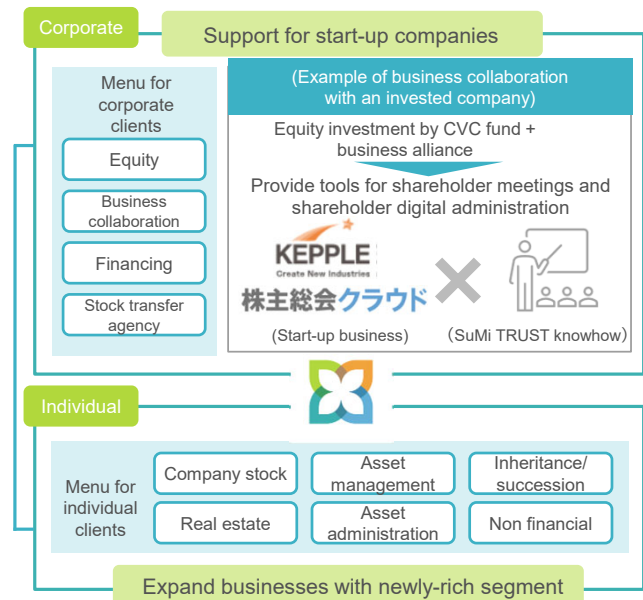 Corporate
Support for start-up companies
Menu for
corporate
clients
Equity
Business
collaboration
Financing
Stock transfer
agency
(Example of business collaboration
with an invested company)
Equity investment by CVC fund +
business alliance
Provide tools for shareholder meetings and
shareholder digital administration
KEPPLE
Create New Industries
株主総会クラウド
(Start-up business)
(SuMi TRUST knowhow)
Individual
Menu for
individual
clients
Company stock
Asset
management
Inheritance/
succession
Real estate
Asset
administration
Non financial
Expand businesses with newly-rich segment